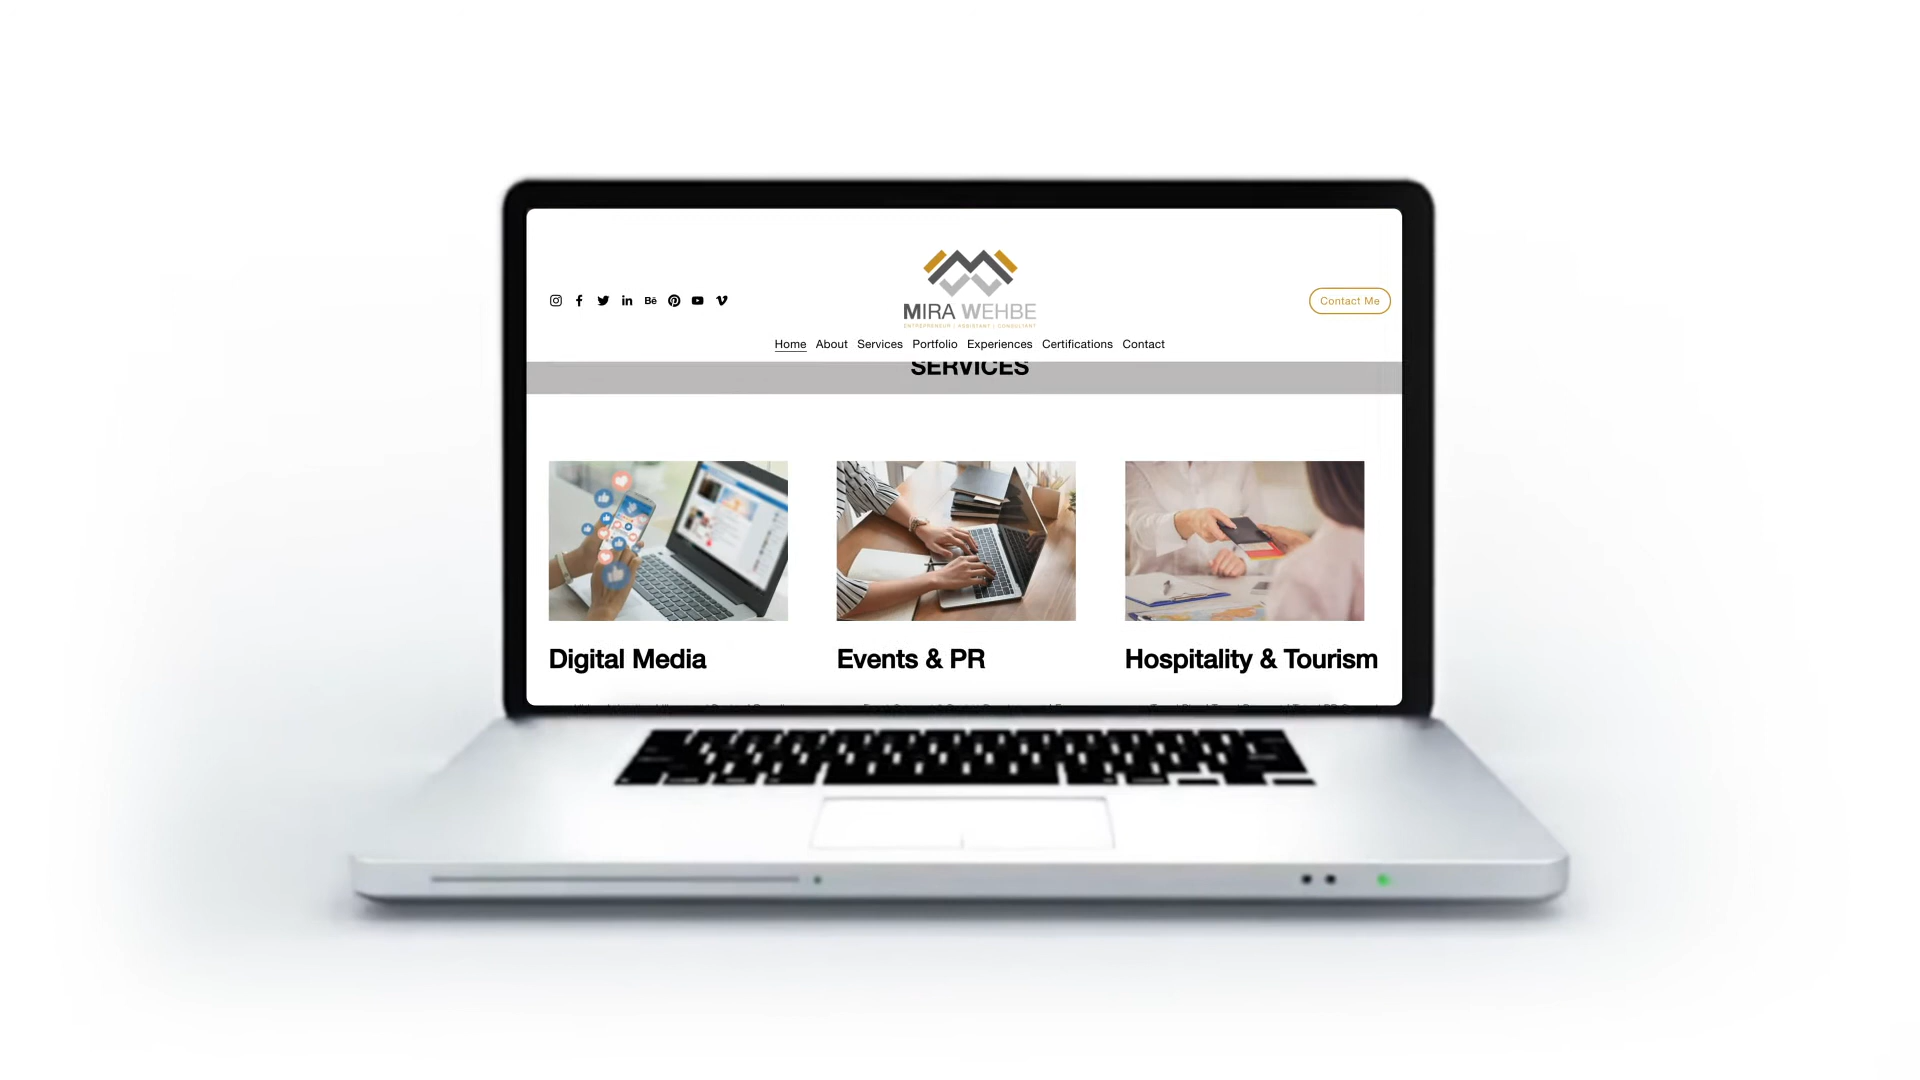 MIRA WEHBE
ENTREPRENEUR | ASSISTANT | CONSULTANT
Bē
Contact Me
Home About Services Portfolio Experiences Certifications Contact
SERVICES
Digital Media
Events & PR
Hospitality & Tourism